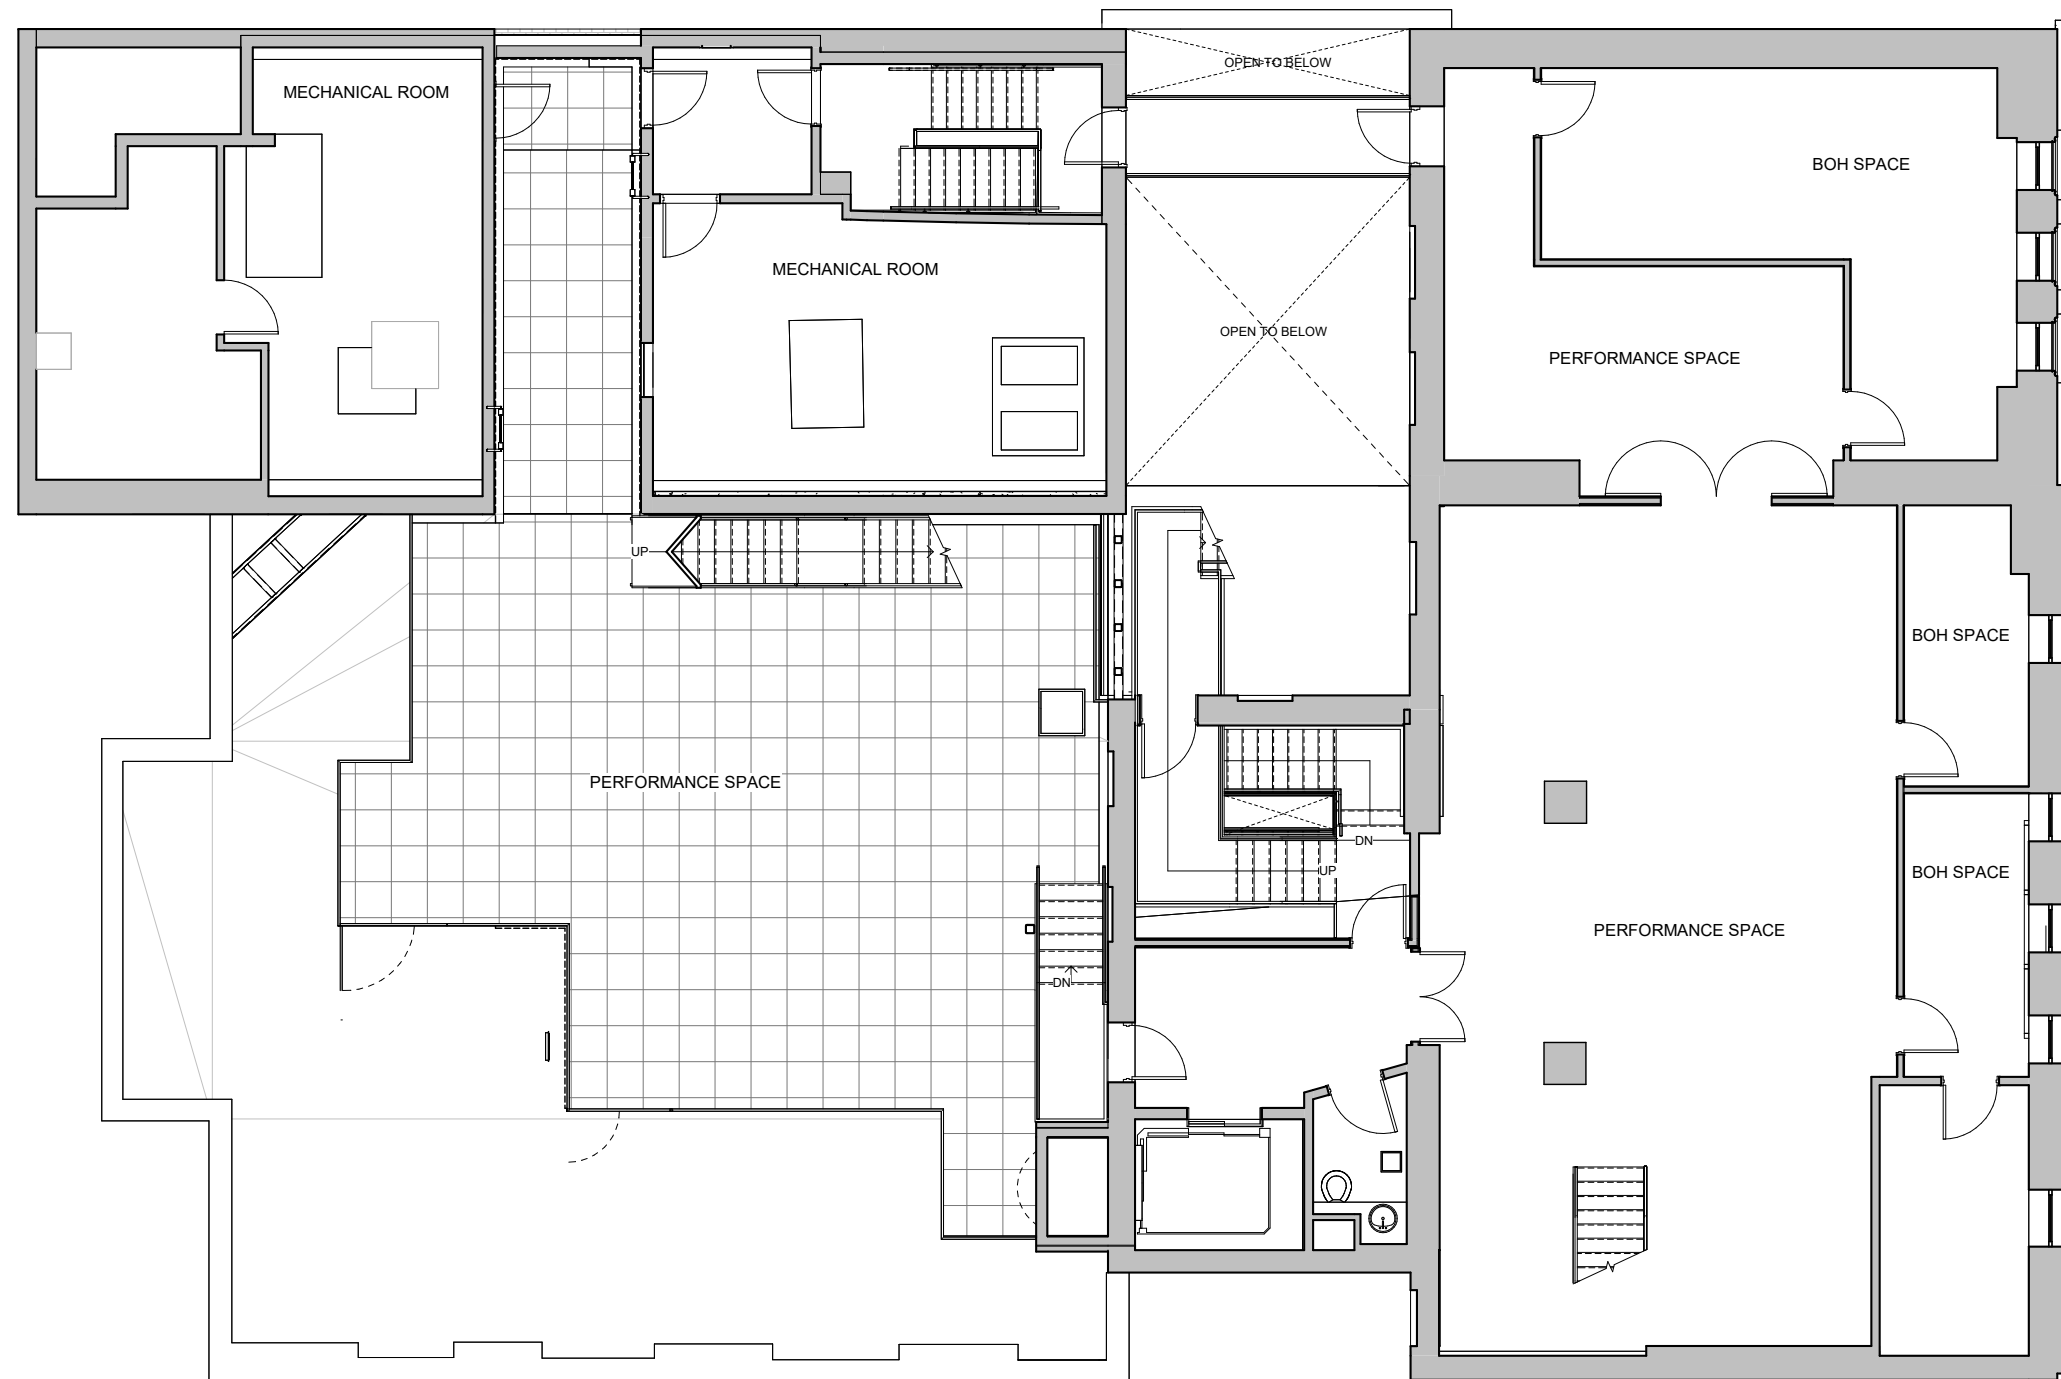 OPEN TO BELOW
MECHANICAL ROOM
BOH SPACE
MECHANICAL ROOM
OPEN TO BELOW
PERFORMANCE SPACE
UP
BOH SPACE
PERFORMANCE SPACE
DN
UP
BOH SPACE
PERFORMANCE SPACE
DN